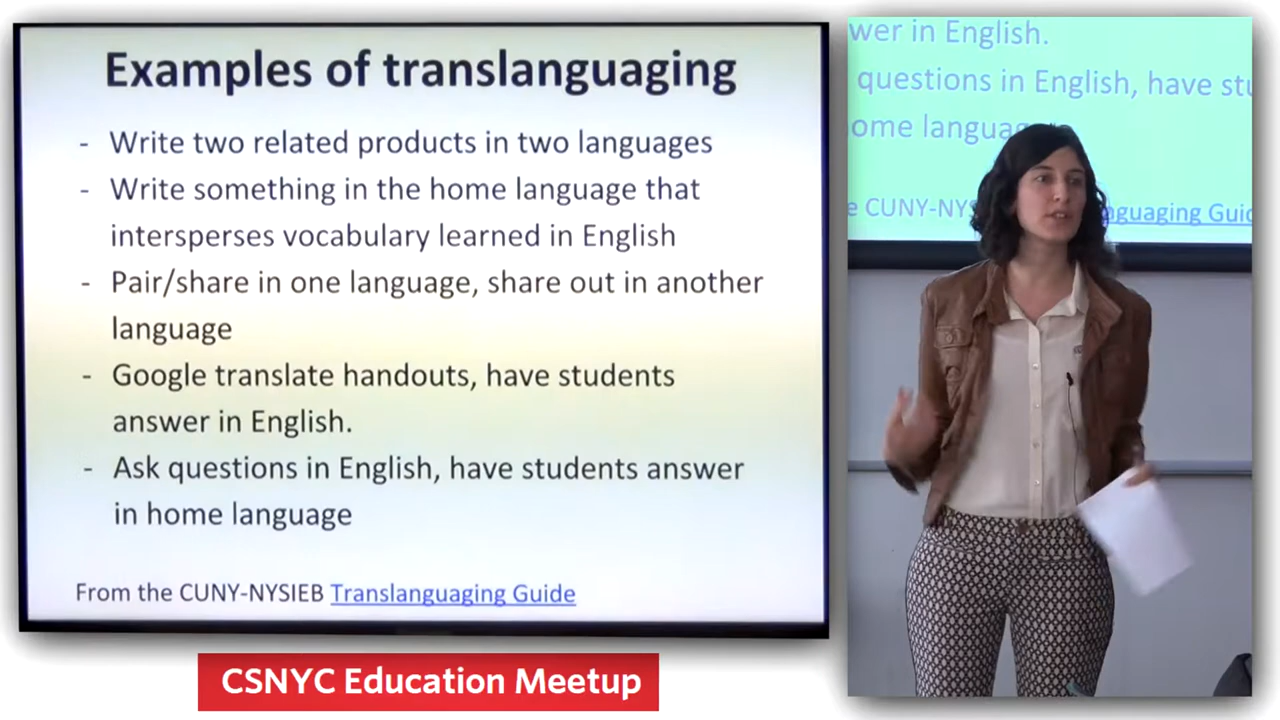 Examples of translanguaging
- Write two related products in two languages
- Write something in the home language that
intersperses vocabulary learned in English
- Pair/share in one language, share out in another
language
- Google translate handouts, have students
answer in English.
- Ask questions in English, have students answer
in home language
From the CUNY-NYSIEB Translanguaging Guide
CSNYC Education Meetup
wer in English.
questions in English, have stu
ome langua
e CUNY-NYS
nguaging Guid